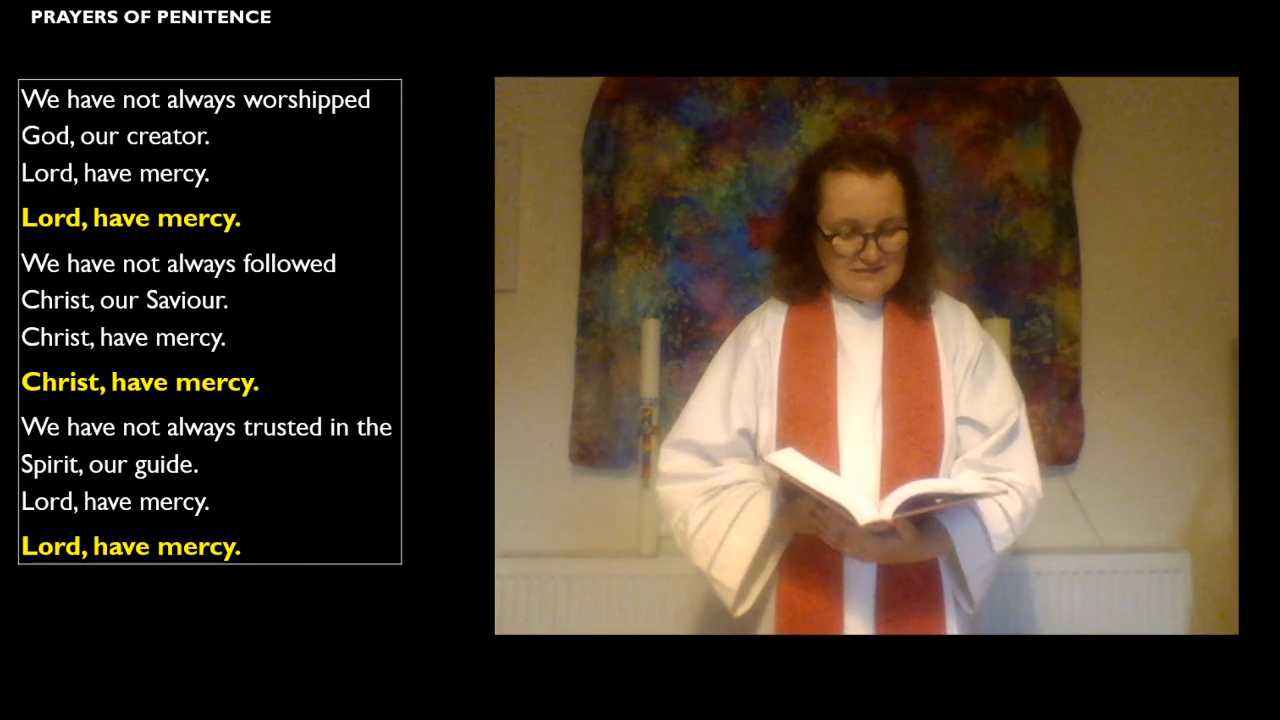 PRAYERS OF PENITENCE
We have not always worshipped
God, our creator.
Lord, have mercy.
Lord, have mercy.
We have not always followed
Christ, our Saviour.
Christ, have mercy.
Christ, have mercy.
We have not always trusted in the
Spirit, our guide.
Lord, have mercy.
Lord, have mercy.